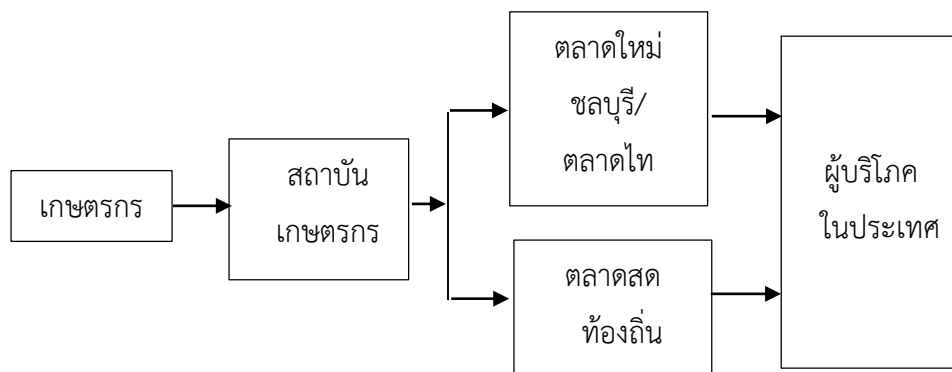 เกษตรกร
สถาบัน
เกษตรกร
ตลาดใหม่
ชลบุรี/
ตลาดไท
ตลาดสด
ท้องถิ่น
ผู้บริโภค
ในประเทศ